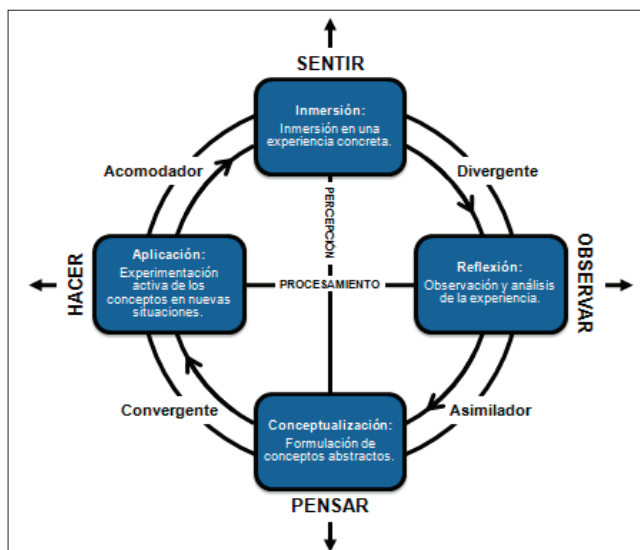 SENTIR
Inmersión:
Inmersión en una
experiencia concreta.
Acomodador
Divergente
PERCEPCIÓN
HACER
Aplicación:
Experimentación
activa de los
conceptos en nuevas
situaciones.
PROCESAMIENTO
Reflexión:
Observación y análisis
de la experiencia.
OBSERVAR
Convergente
Asimilador
Conceptualización:
Formulación de
conceptos abstractos.
PENSAR